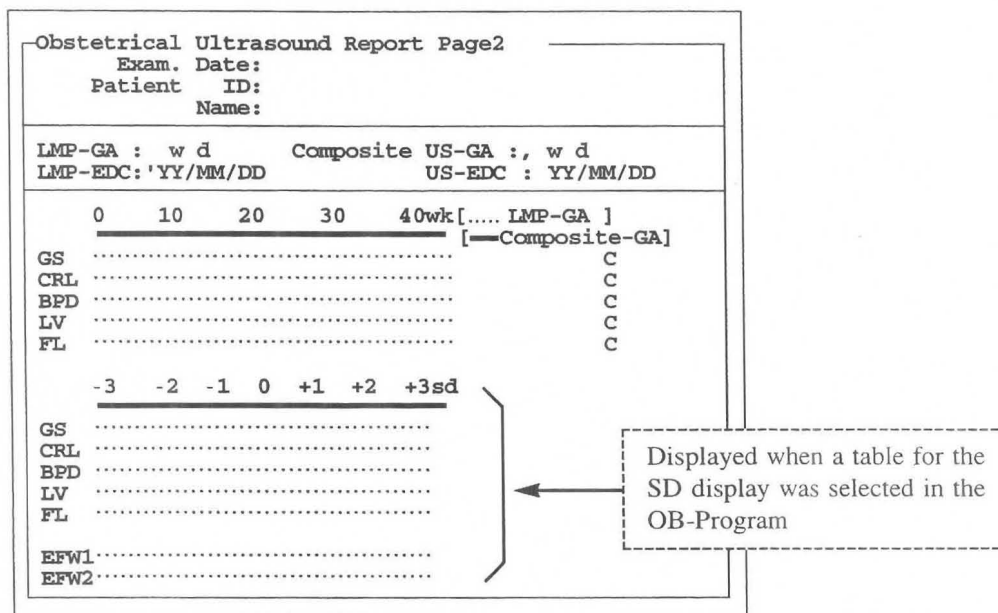 Obstetrical Ultrasound Report Page2
Exam. Date:
Patient ID:
Name:
LMP-GA : w d Composite US-GA :, w d
LMP-EDC:'YY/MM/DD US-EDC : YY/MM/DD
0 10 20 30 40wk[..... LMP-GA ]
[━Composite-GA]
GS C
CRL C
BPD C
LV C
FL C
-3 -2 -1 0 +1 +2 +3sd
GS
CRL
BPD
LV
FL
EFW1
EFW2
Displayed when a table for the
SD display was selected in the
OB-Program